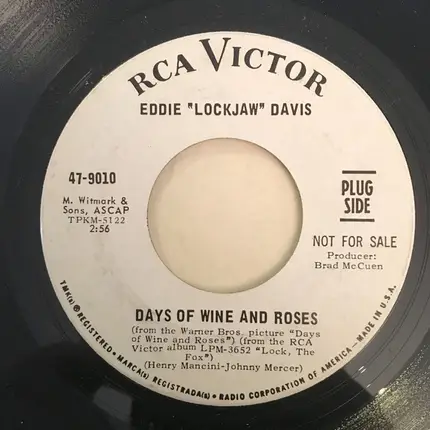 RCA VICTOR
EDDIE "LOCKJAW" DAVIS
47-9010
M. Witmark &
Sons, ASCAP
TPKM-5122
2:56
PLUG
SIDE
NOT FOR SALE
Producer:
Brad McCuen
DAYS OF WINE AND ROSES
(from the Warner Bros. picture "Days
of Wine and Roses") (from the RCA
Victor album LPM-3652 "Lock, The
Fox")
(Henry Mancini-Johnny Mercer)
TMK(s) ® REGISTERED • MARCA(s) REGISTRADA(s) • RADIO CORPORATION OF AMERICA — MADE IN U.S.A.